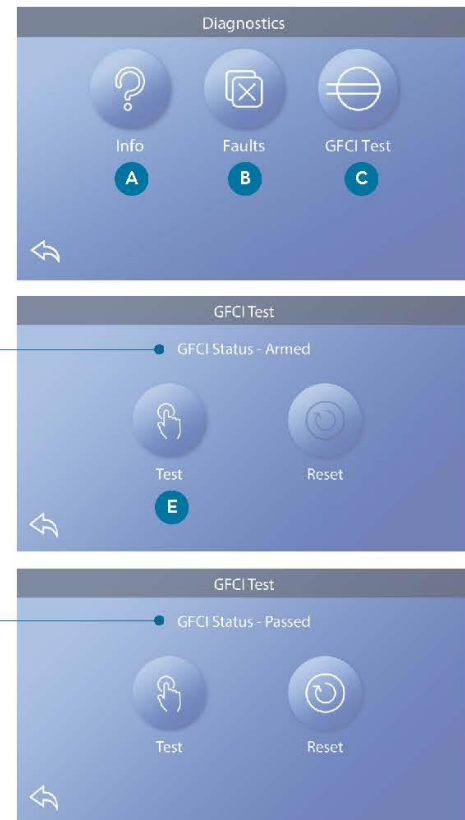 Diagnostics
Info Faults GFCI Test
A B C
GFCI Test
GFCI Status - Armed
Test Reset
E
GFCI Test
GFCI Status - Passed
Test Reset